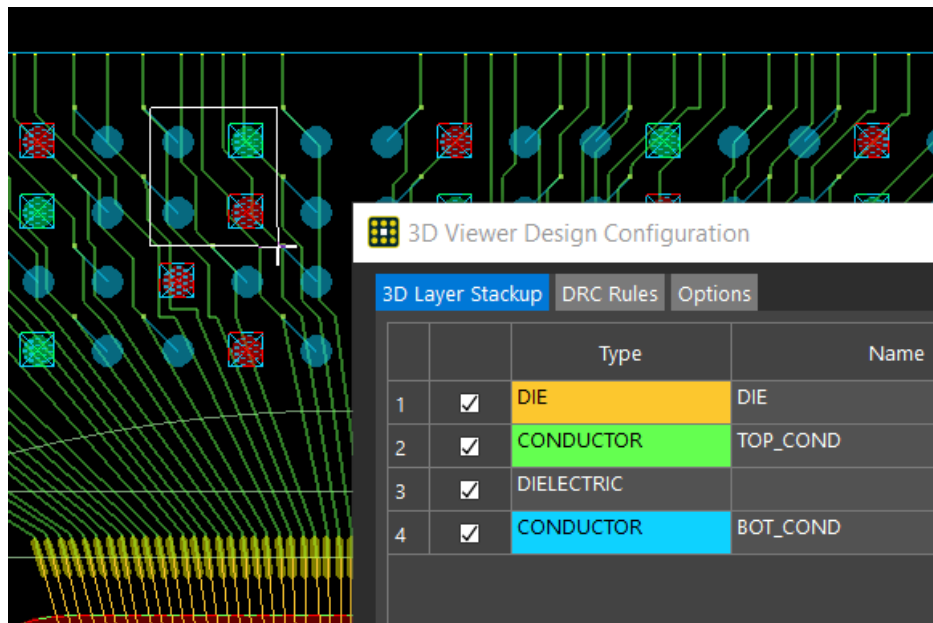 3D Viewer Design Configuration
3D Layer Stackup DRC Rules Options
Type Name
1 DIE DIE
2 CONDUCTOR TOP_COND
3 DIELECTRIC
4 CONDUCTOR BOT_COND